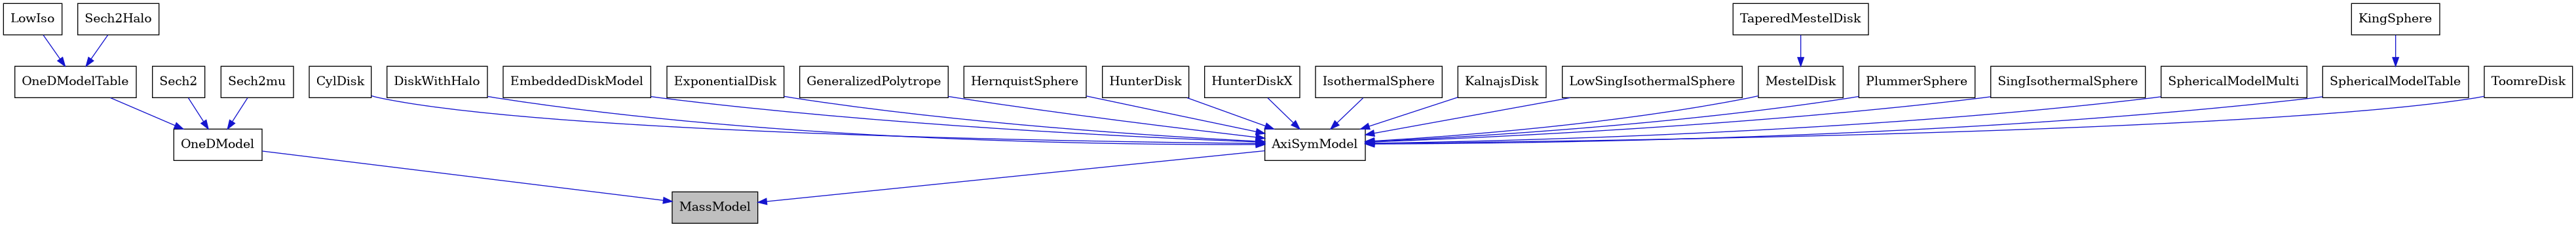 LowIso
Sech2Halo
TaperedMestelDisk
KingSphere
OneDModelTable
Sech2
Sech2mu
CylDisk
DiskWithHalo
EmbeddedDiskModel
ExponentialDisk
GeneralizedPolytrope
HernquistSphere
HunterDisk
HunterDiskX
IsothermalSphere
KalnajsDisk
LowSingIsothermalSphere
MestelDisk
PlummerSphere
SingIsothermalSphere
SphericalModelMulti
SphericalModelTable
ToomreDisk
OneDModel
AxiSymModel
MassModel